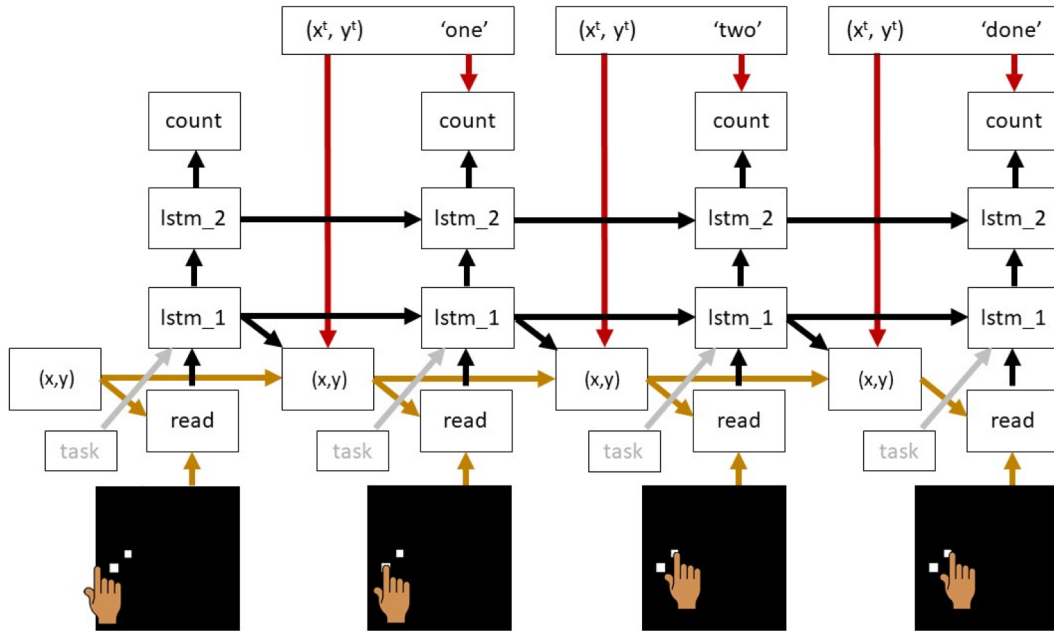 (xᵗ, yᵗ) ‘one’ (xᵗ, yᵗ) ‘two’ (xᵗ, yᵗ) ‘done’
count count count count
lstm_2 lstm_2 lstm_2 lstm_2
lstm_1 lstm_1 lstm_1 lstm_1
(x,y) (x,y) (x,y) (x,y)
read read read read
task task task task